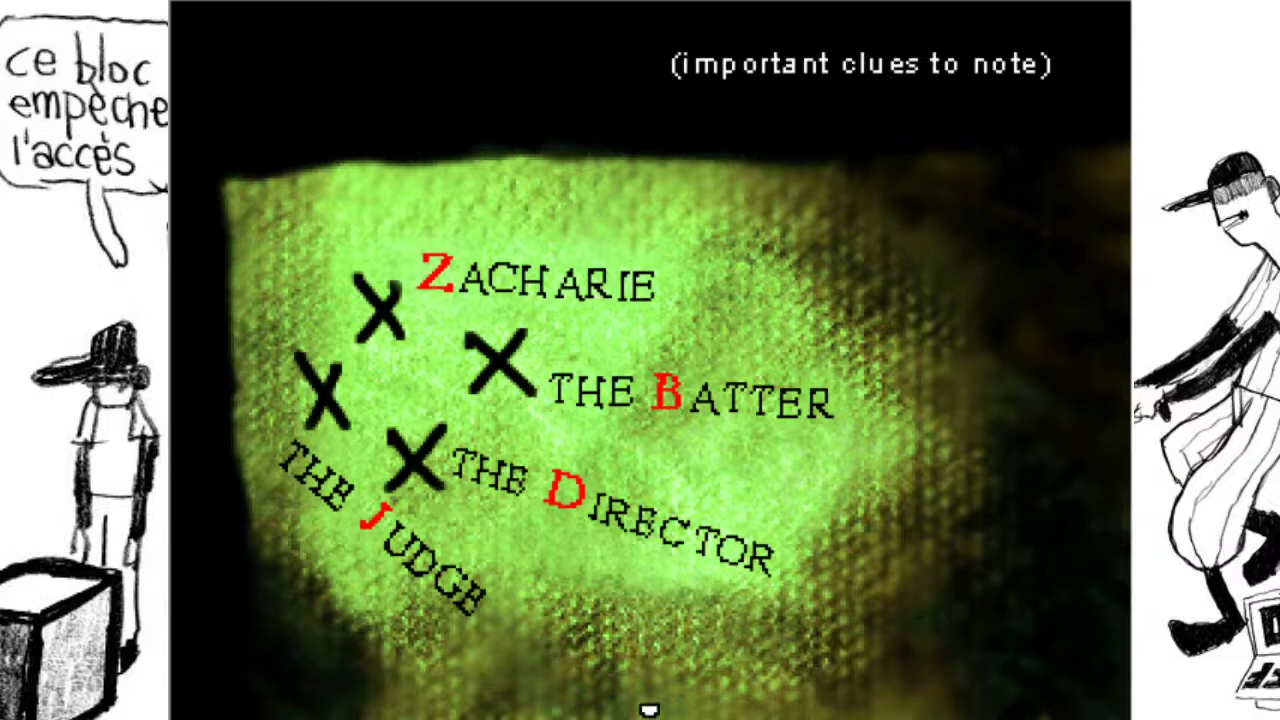 ce bloc
empêche
l'accès
(important clues to note)
ZACHARIE
THE BATTER
THE DIRECTOR
THE JUDGE